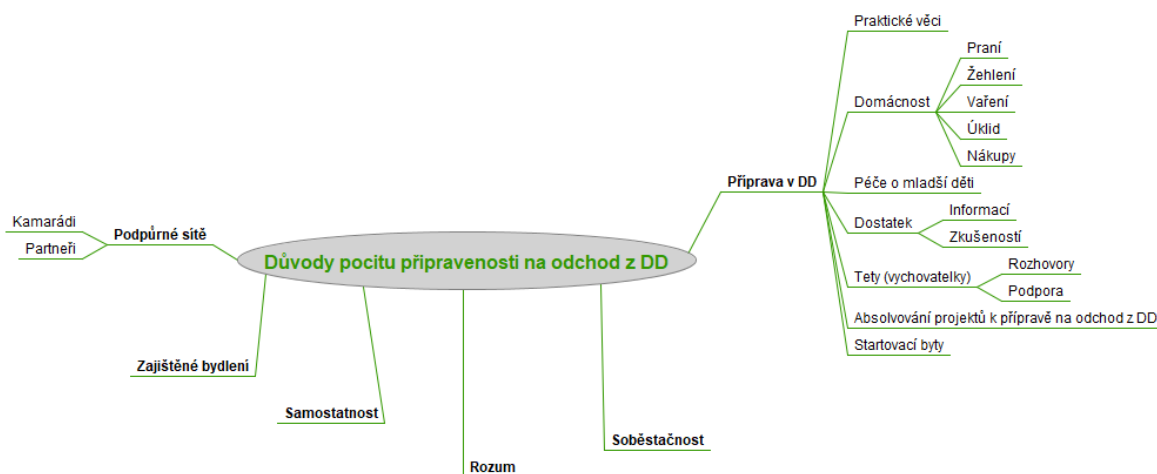 Důvody pocitu připravenosti na odchod z DD
Příprava v DD
Praktické věci
Domácnost
Praní
Žehlení
Vaření
Úklid
Nákupy
Péče o mladší děti
Dostatek
Informací
Zkušeností
Tety (vychovatelky)
Rozhovory
Podpora
Absolvování projektů k přípravě na odchod z DD
Startovací byty
Soběstačnost
Rozum
Samostatnost
Zajištěné bydlení
Podpůrné sítě
Kamarádi
Partneři